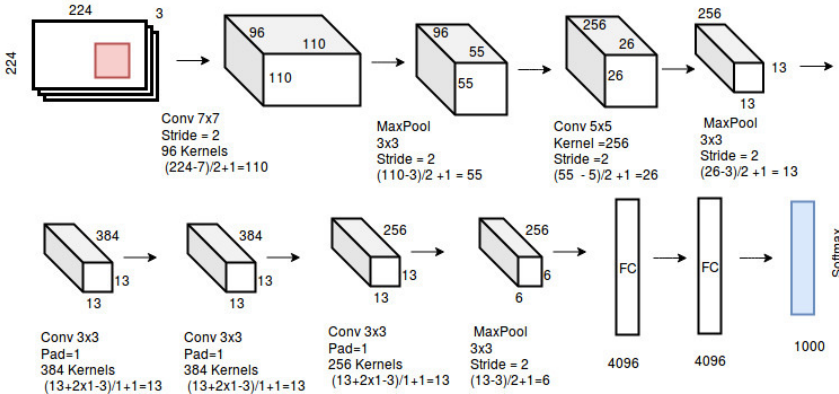 224
3
224
96
110
110
Conv 7x7
Stride = 2
96 Kernels
(224-7)/2+1=110
96
55
55
MaxPool
3x3
Stride = 2
(110-3)/2 +1 = 55
256
26
26
Conv 5x5
Kernel =256
Stride =2
(55 - 5)/2 +1 =26
256
13
13
MaxPool
3x3
Stride = 2
(26-3)/2 +1 = 13
384
13
13
Conv 3x3
Pad=1
384 Kernels
(13+2x1-3)/1+1=13
384
13
13
Conv 3x3
Pad=1
384 Kernels
(13+2x1-3)/1+1=13
256
13
13
Conv 3x3
Pad=1
256 Kernels
(13+2x1-3)/1+1=13
256
6
6
MaxPool
3x3
Stride = 2
(13-3)/2+1=6
FC
4096
FC
4096
Softmax
1000